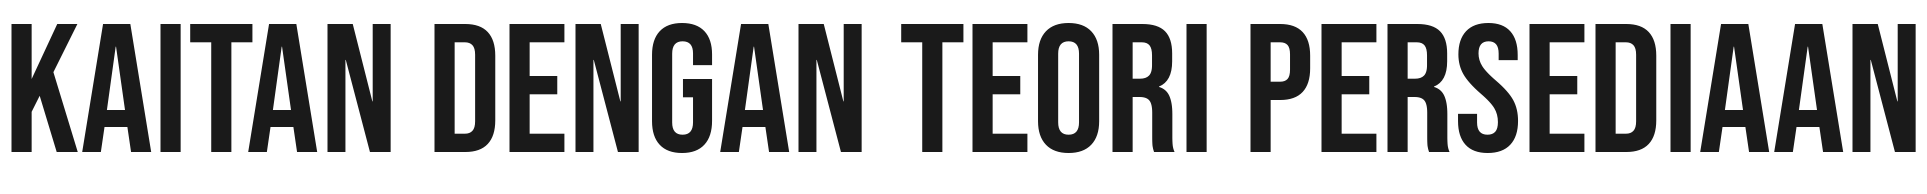 KAITAN DENGAN TEORI PERSEDIAAN